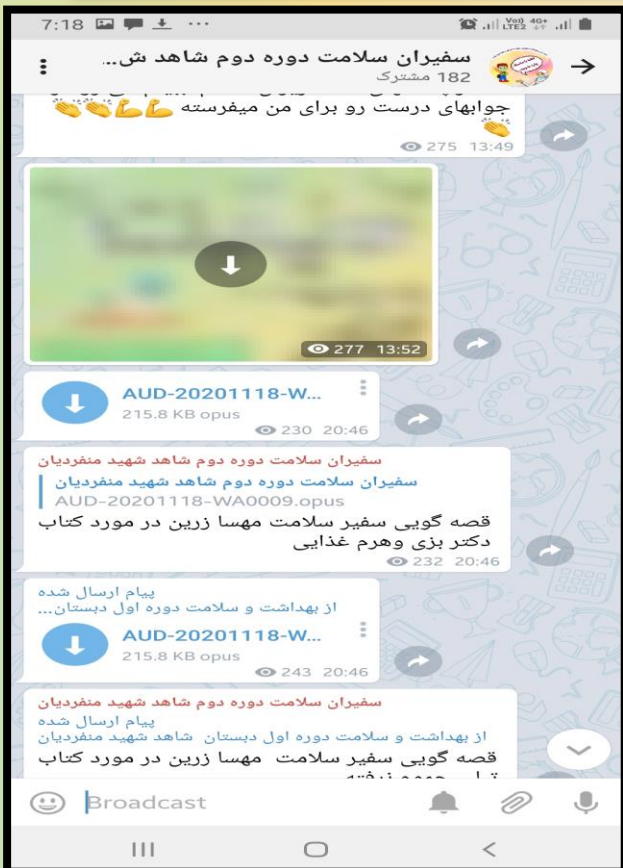 7:18
Vo) LTE2 4G+
سفیران سلامت دوره دوم شاهد ش...
182 مشترک
جوابهای درست رو برای من میفرسته 💪💪👏👏
👏
275 13:49
277 13:52
AUD-20201118-W...
215.8 KB opus
230 20:46
سفیران سلامت دوره دوم شاهد شهید منفردیان
سفیران سلامت دوره دوم شاهد شهید منفردیان
AUD-20201118-WA0009.opus
قصه گویی سفیر سلامت مهسا زرین در مورد کتاب
دکتر بزی وهرم غذایی
232 20:46
پیام ارسال شده
از بهداشت و سلامت دوره اول دبستان...
AUD-20201118-W...
215.8 KB opus
243 20:46
سفیران سلامت دوره دوم شاهد شهید منفردیان
پیام ارسال شده
از بهداشت و سلامت دوره اول دبستان شاهد شهید منفردیان
قصه گویی سفیر سلامت مهسا زرین در مورد کتاب
Broadcast